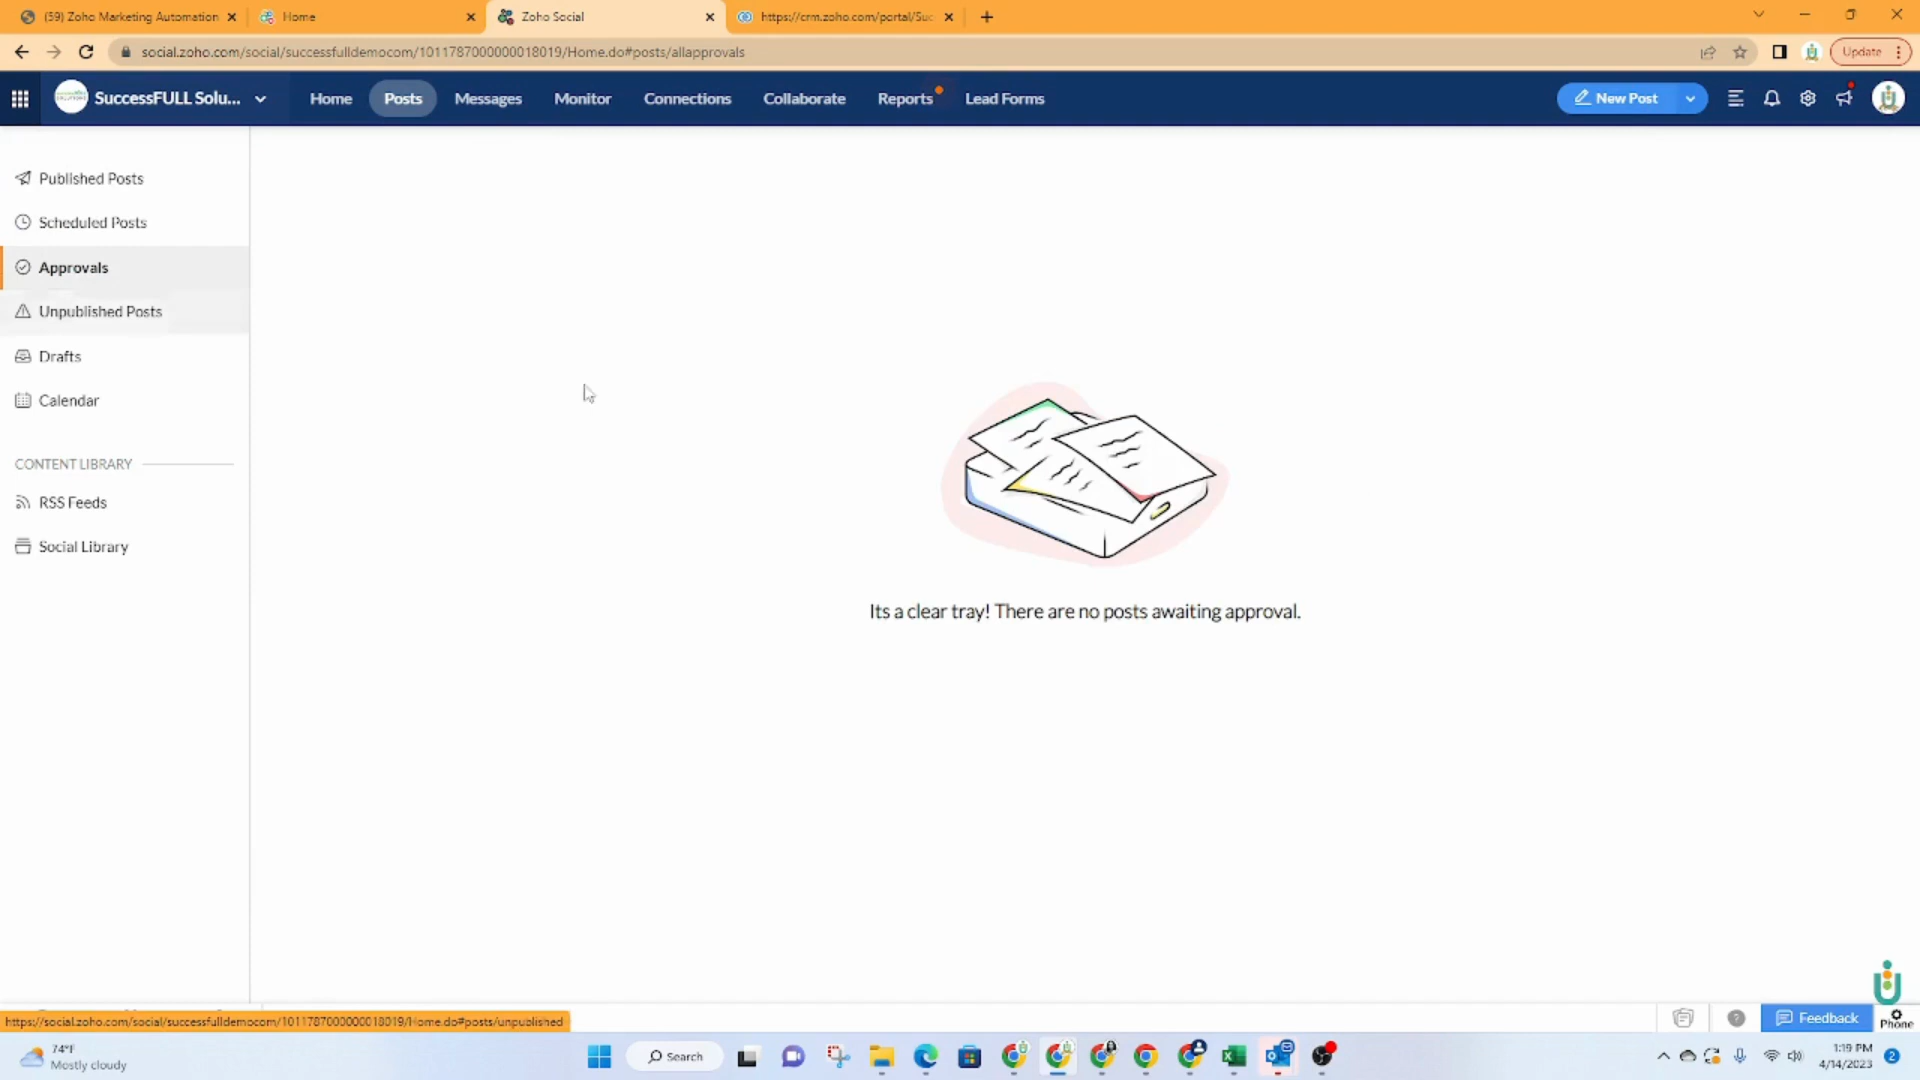 (59) Zoho Marketing Automation
Home
Zoho Social
https://crm.zoho.com/portal/Suc
social.zoho.com/social/successfulldemocom/1011787000000018019/Home.do#posts/allapprovals
Update
SuccessFULL Solu...
Home
Posts
Messages
Monitor
Connections
Collaborate
Reports
Lead Forms
New Post
Published Posts
Scheduled Posts
Approvals
Unpublished Posts
Drafts
Calendar
CONTENT LIBRARY
RSS Feeds
Social Library
Its a clear tray! There are no posts awaiting approval.
https://social.zoho.com/social/successfulldemocom/1011787000000018019/Home.do#posts/unpublished
Feedback
Phone
74°F
Mostly cloudy
Search
1:19 PM
4/14/2023
2